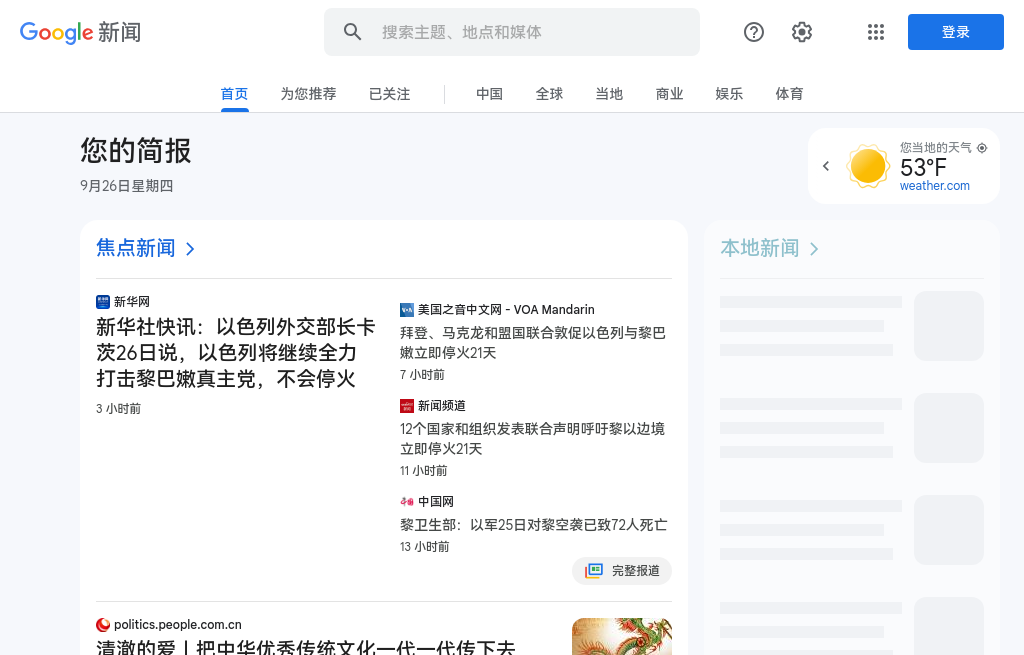 Google 新闻
搜索主题、地点和媒体
登录
首页
为您推荐
已关注
中国
全球
当地
商业
娱乐
体育
您的简报
9月26日星期四
您当地的天气
53°F
weather.com
焦点新闻
新华网
新华社快讯：以色列外交部长卡
茨26日说，以色列将继续全力
打击黎巴嫩真主党，不会停火
3 小时前
美国之音中文网 - VOA Mandarin
拜登、马克龙和盟国联合敦促以色列与黎巴
嫩立即停火21天
7 小时前
新闻频道
12个国家和组织发表联合声明呼吁黎以边境
立即停火21天
11 小时前
中国网
黎卫生部：以军25日对黎空袭已致72人死亡
13 小时前
完整报道
politics.people.com.cn
清澈的爱丨把中华优秀传统文化一代一代传下去
本地新闻